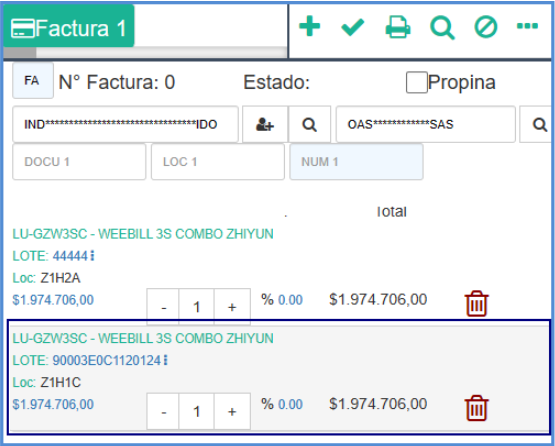 Factura 1
FA N° Factura: 0 Estado: Propina
IND*********************************IDO OAS************SAS
DOCU 1 LOC 1 NUM 1
. Total
LU-GZW3SC - WEEBILL 3S COMBO ZHIYUN
LOTE: 44444
Loc: Z1H2A
$1.974.706,00 - 1 + % 0.00 $1.974.706,00
LU-GZW3SC - WEEBILL 3S COMBO ZHIYUN
LOTE: 90003E0C1120124
Loc: Z1H1C
$1.974.706,00 - 1 + % 0.00 $1.974.706,00